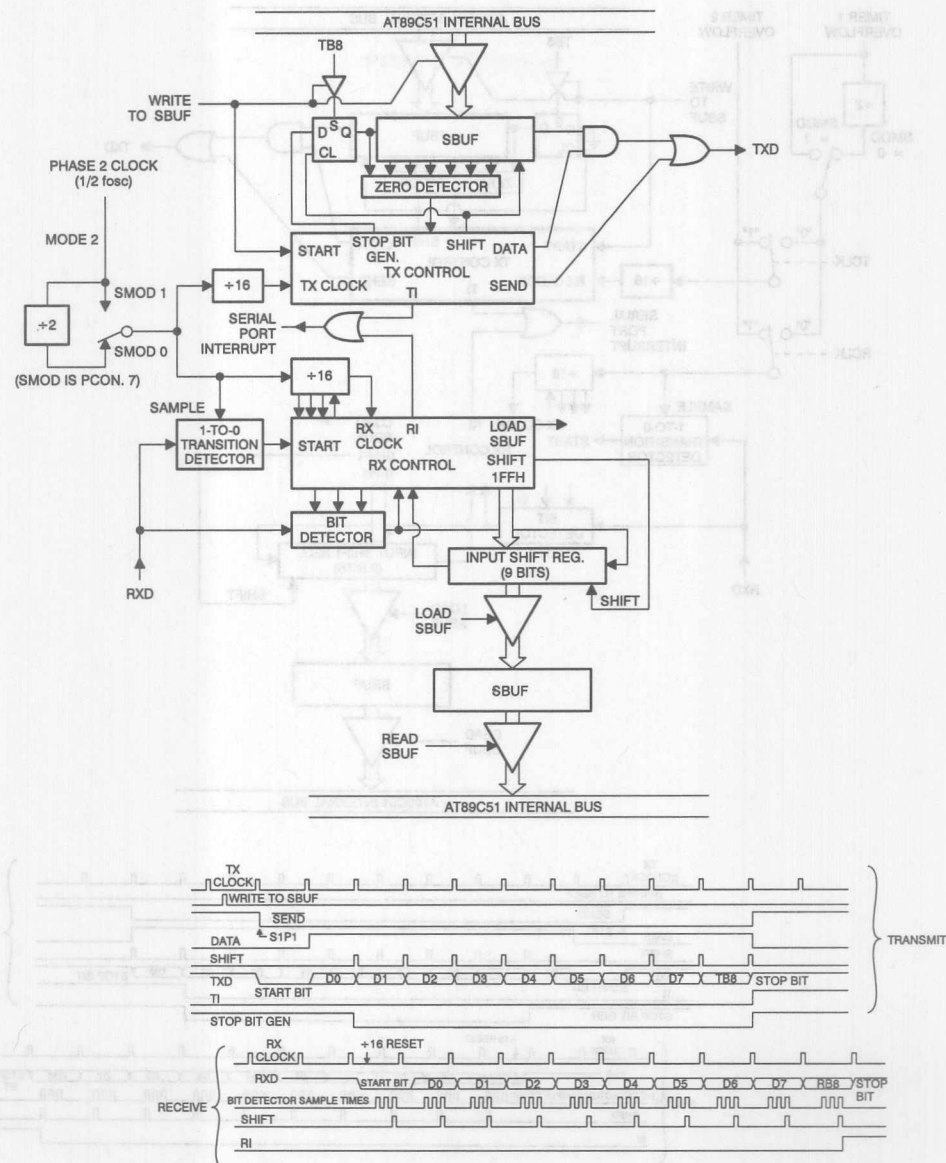 AT89C51 INTERNAL BUS
TB8
WRITE
TO SBUF
D S Q
CL
SBUF
TXD
PHASE 2 CLOCK
(1/2 fosc)
ZERO DETECTOR
MODE 2
START
STOP BIT
GEN.
SHIFT
DATA
TX CONTROL
TX CLOCK
TI
SEND
÷16
SMOD 1
÷2
SMOD 0
SERIAL
PORT
INTERRUPT
(SMOD IS PCON. 7)
÷16
SAMPLE
1-TO-0
TRANSITION
DETECTOR
START
RX
CLOCK
RI
RX CONTROL
LOAD
SBUF
SHIFT
1FFH
BIT
DETECTOR
INPUT SHIFT REG.
(9 BITS)
RXD
SHIFT
LOAD
SBUF
SBUF
READ
SBUF
AT89C51 INTERNAL BUS
TX
CLOCK
WRITE TO SBUF
SEND
S1P1
DATA
TRANSMIT
SHIFT
TXD
START BIT
D0 D1 D2 D3 D4 D5 D6 D7 TB8 STOP BIT
TI
STOP BIT GEN
RX
CLOCK
÷16 RESET
RXD
START BIT D0 D1 D2 D3 D4 D5 D6 D7 RB8 STOP
BIT
RECEIVE
BIT DETECTOR SAMPLE TIMES
SHIFT
RI